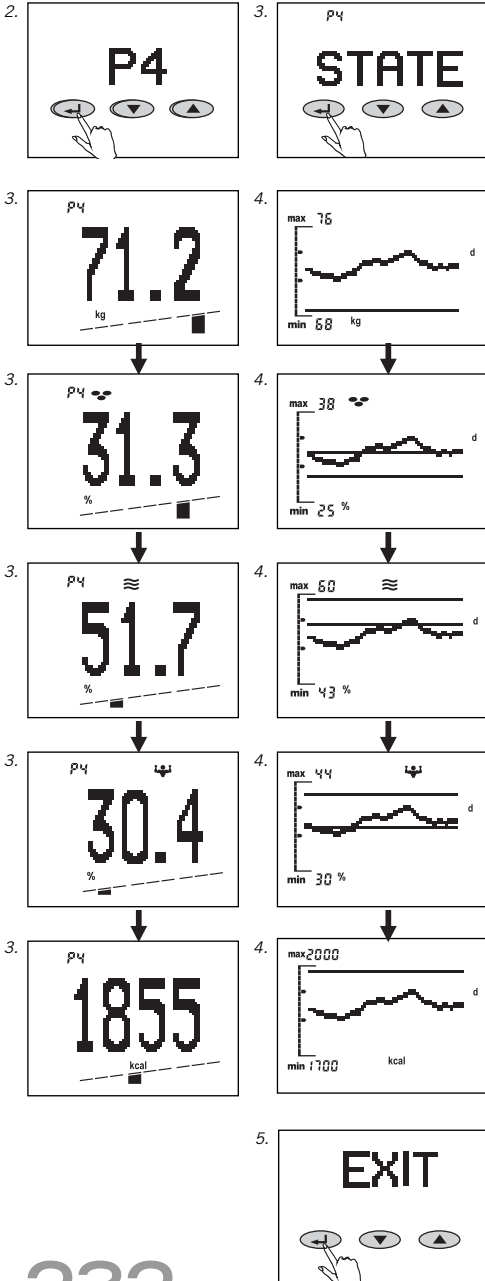 2.
P4
3.
P4
STATE
3.
P4
71.2
kg
4.
max 76
d
min 68 kg
3.
P4
31.3
%
4.
max 38
d
min 25 %
3.
P4
51.7
%
4.
max 60
d
min 43 %
3.
P4
30.4
%
4.
max 44
d
min 30 %
3.
P4
1855
kcal
4.
max 2000
d
min 1700 kcal
5.
EXIT